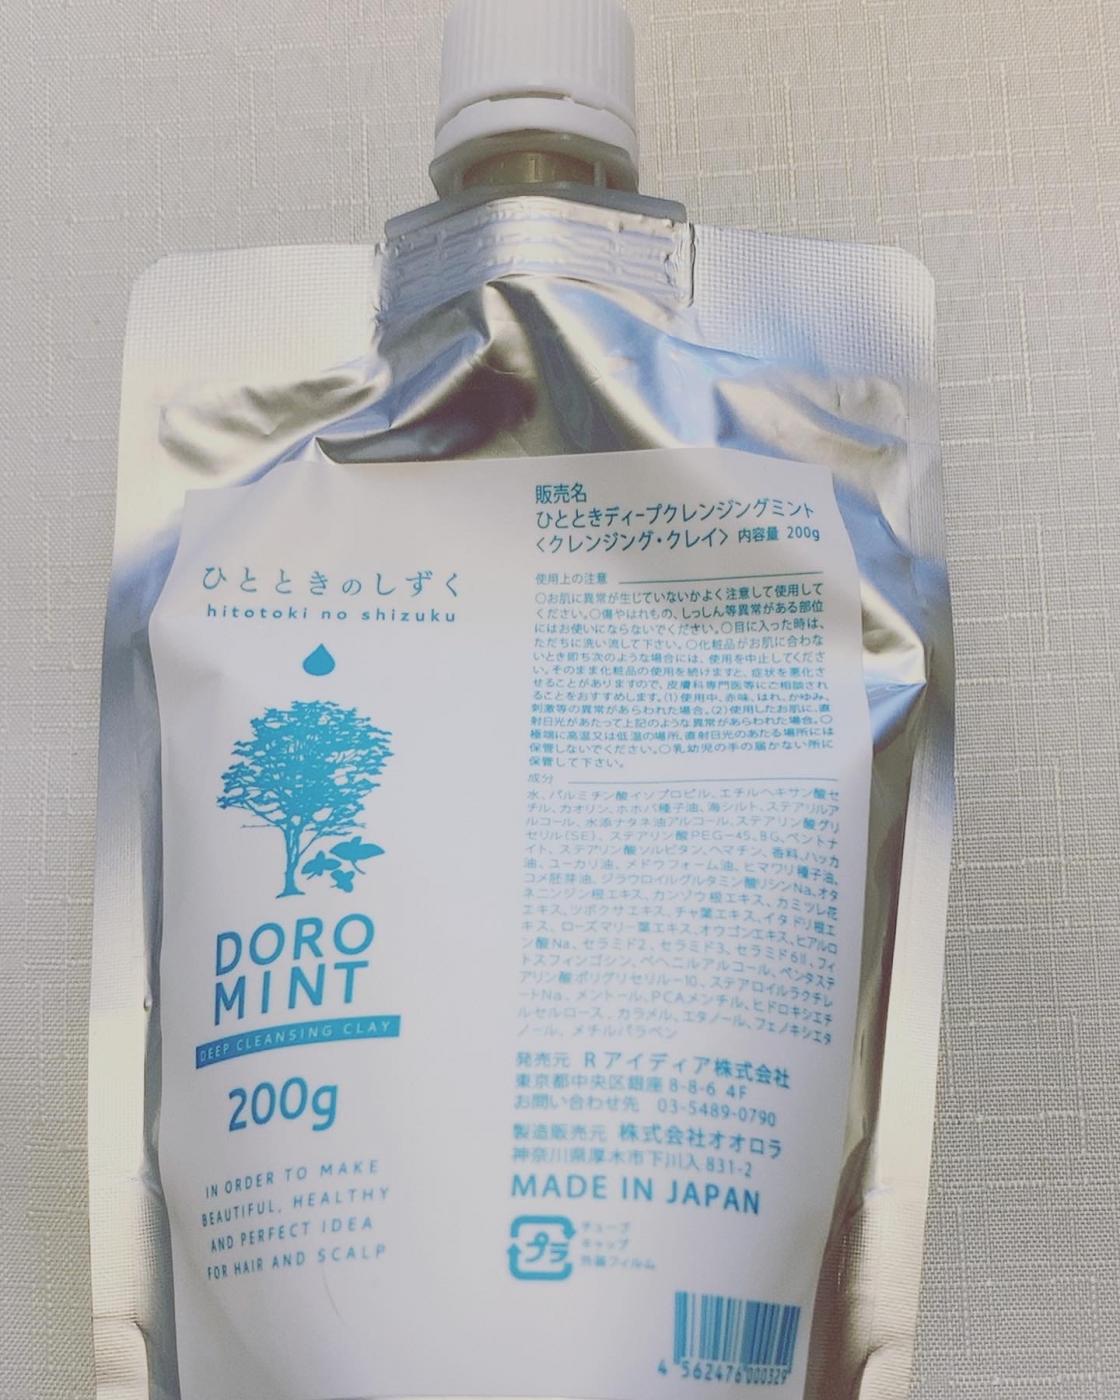 ひとときのしずく
hitotoki no shizuku
DORO
MINT
DEEP CLEANSING CLAY
200g
IN ORDER TO MAKE
BEAUTIFUL, HEALTHY
AND PERFECT IDEA
FOR HAIR AND SCALP
販売名
ひとときディープクレンジングミント
〈クレンジング・クレイ〉 内容量 200g
使用上の注意
○お肌に異常が生じていないかよく注意して使用して
ください。○傷やはれもの、しっしん等異常がある部位
にはお使いにならないでください。○目に入った時は、
ただちに洗い流して下さい。○化粧品がお肌に合わな
いとき即ち次のような場合には、使用を中止してくださ
い。そのまま化粧品の使用を続けますと、症状を悪化さ
せることがありますので、皮膚科専門医等にご相談され
ることをおすすめします。(1)使用中、赤味、はれ、かゆみ、
刺激等の異常があらわれた場合。(2)使用したお肌に、直
射日光があたって上記のような異常があらわれた場合。○
極端に高温又は低温の場所、直射日光のあたる場所には
保管しないでください。○乳幼児の手の届かない所に
保管して下さい。
成分
水、パルミチン酸イソプロピル、エチルヘキサン酸セ
チル、カオリン、ホホバ種子油、海シルト、ステアリルア
ルコール、水添ナタネ油アルコール、ステアリン酸グリ
セリル(SE)、ステアリン酸PEG-45、BG、ベントナ
イト、ステアリン酸ソルビタン、ヘマチン、香料、ハッカ
油、ユーカリ油、メドウフォーム油、ヒマワリ種子油、
コメ胚芽油、ジラウロイルグルタミン酸リシンNa、オタ
ネニンジン根エキス、カンゾウ根エキス、カミツレ花
エキス、ツボクサエキス、チャ葉エキス、イタドリ根エ
キス、ローズマリー葉エキス、オウゴンエキス、ヒアルロ
ン酸Na、セラミド2、セラミド3、セラミド6Ⅱ、フィ
トスフィンゴシン、ベヘニルアルコール、ペンタステ
アリン酸ポリグリセリル-10、ステアロイルラクチレ
ートNa、メントール、PCAメンチル、ヒドロキシエチ
ルセルロース、カラメル、エタノール、フェノキシエタ
ノール、メチルパラベン
発売元 Rアイディア株式会社
東京都中央区銀座 8-8-6 4F
お問い合わせ先 03-5489-0790
製造販売元 株式会社オオロラ
神奈川県厚木市下川入 831-2
MADE IN JAPAN
プラ
チューブ
キャップ
外装フィルム
4 562476 000329